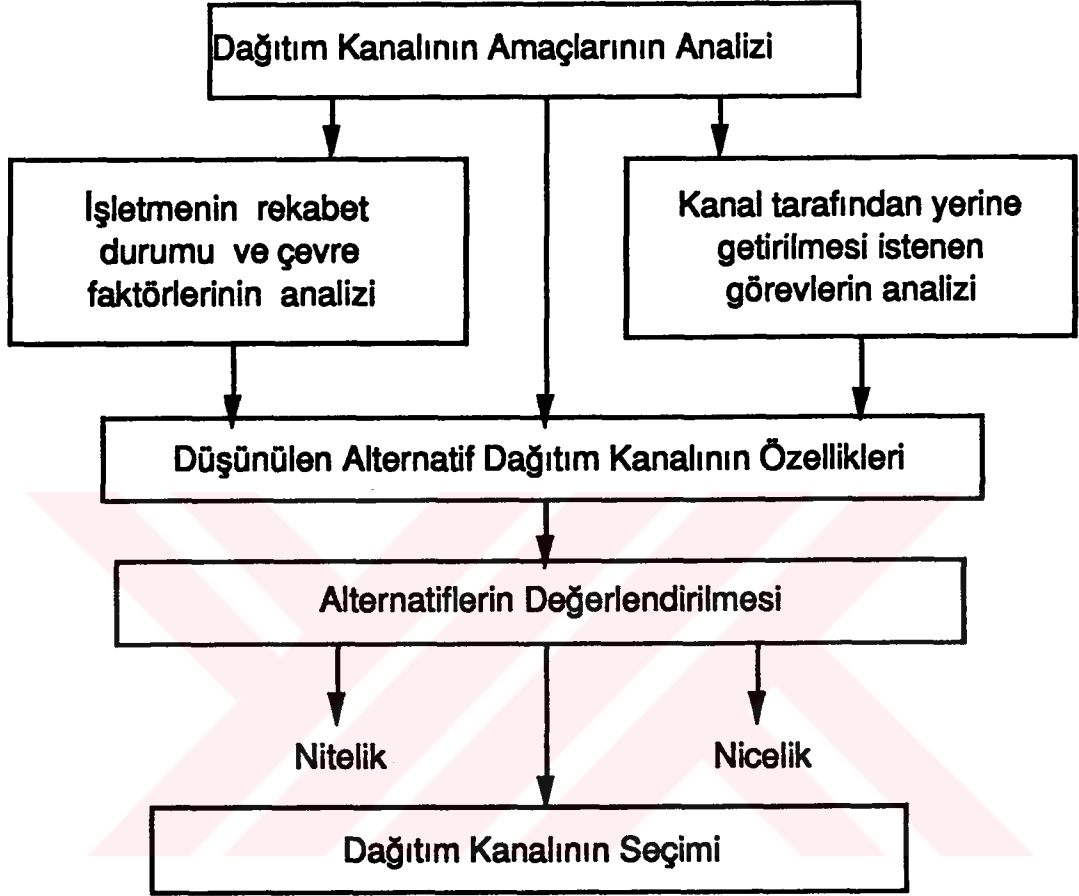 Dağıtım Kanalının Amaçlarının Analizi
İşletmenin rekabet
durumu ve çevre
faktörlerinin analizi
Kanal tarafından yerine
getirilmesi istenen
görevlerin analizi
Düşünülen Alternatif Dağıtım Kanalının Özellikleri
Alternatiflerin Değerlendirilmesi
Nitelik
Nicelik
Dağıtım Kanalının Seçimi